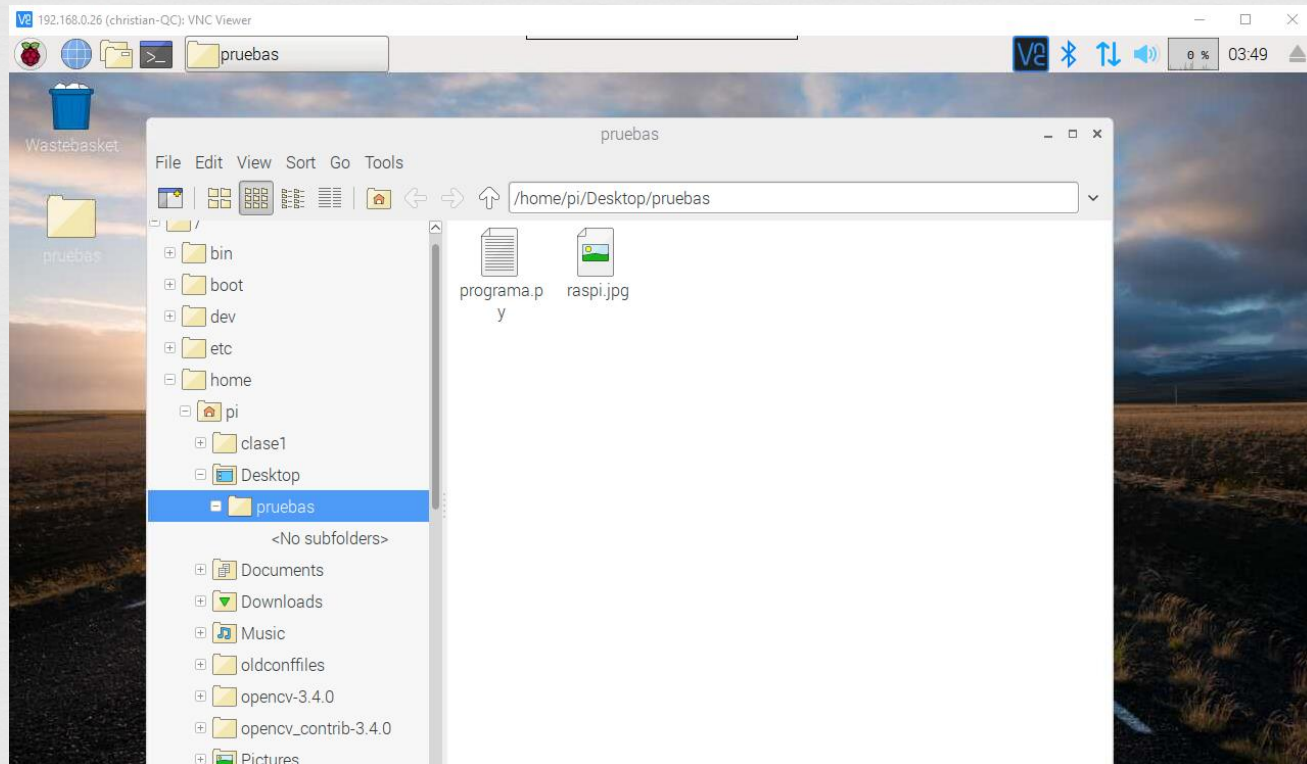 192.168.0.26 (christian-QC): VNC Viewer
pruebas
0 %
03:49
Wastebasket
pruebas
pruebas
File Edit View Sort Go Tools
/home/pi/Desktop/pruebas
/
bin
boot
dev
etc
home
pi
clase1
Desktop
pruebas
<No subfolders>
Documents
Downloads
Music
oldconffiles
opencv-3.4.0
opencv_contrib-3.4.0
Pictures
programa.p
y
raspi.jpg